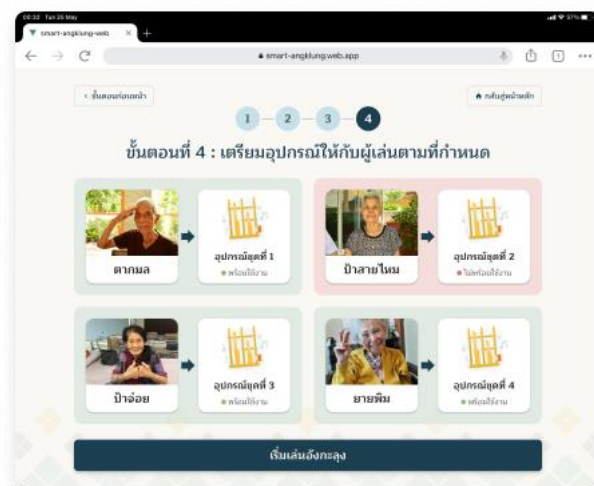 00:32 Tue 25 May
97%
smart-angklung-web
smart-angklung-web.app
1
ขั้นตอนก่อนหน้า
กลับสู่หน้าหลัก
1 2 3 4
ขั้นตอนที่ 4 : เตรียมอุปกรณ์ให้กับผู้เล่นตามที่กำหนด
ตากมล
อุปกรณ์ชุดที่ 1
พร้อมใช้งาน
ป้าสายไหม
อุปกรณ์ชุดที่ 2
ไม่พร้อมใช้งาน
ป้าจ๋อย
อุปกรณ์ชุดที่ 3
พร้อมใช้งาน
ยายพิม
อุปกรณ์ชุดที่ 4
พร้อมใช้งาน
เริ่มเล่นอังกะลุง